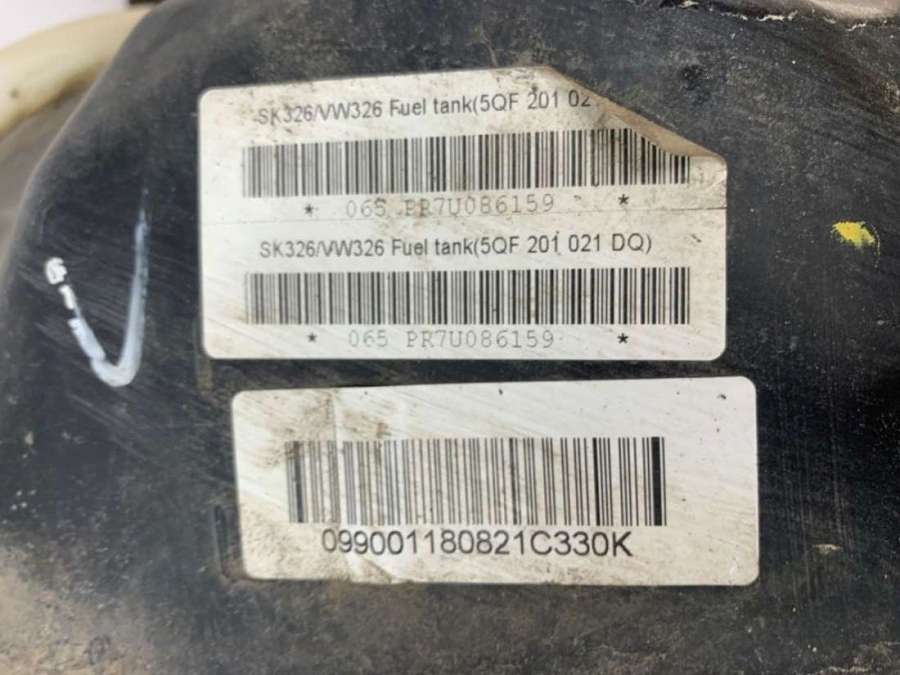 SK326/VW326 Fuel tank(5QF 201 02
* 065 PR7U086159 *
SK326/VW326 Fuel tank(5QF 201 021 DQ)
* 065 PR7U086159 *
099001180821C330K